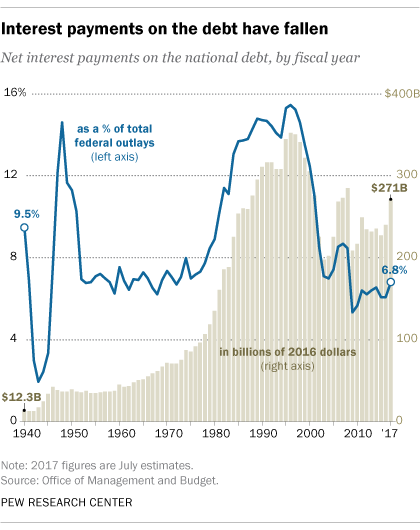 Interest payments on the debt have fallen
Net interest payments on the national debt, by fiscal year
16%
$400B
as a % of total
federal outlays
(left axis)
12
300
$271B
9.5%
8
200
6.8%
4
100
in billions of 2016 dollars
(right axis)
$12.3B
0
0
1940 1950 1960 1970 1980 1990 2000 2010 '17
Note: 2017 figures are July estimates.
Source: Office of Management and Budget.
PEW RESEARCH CENTER